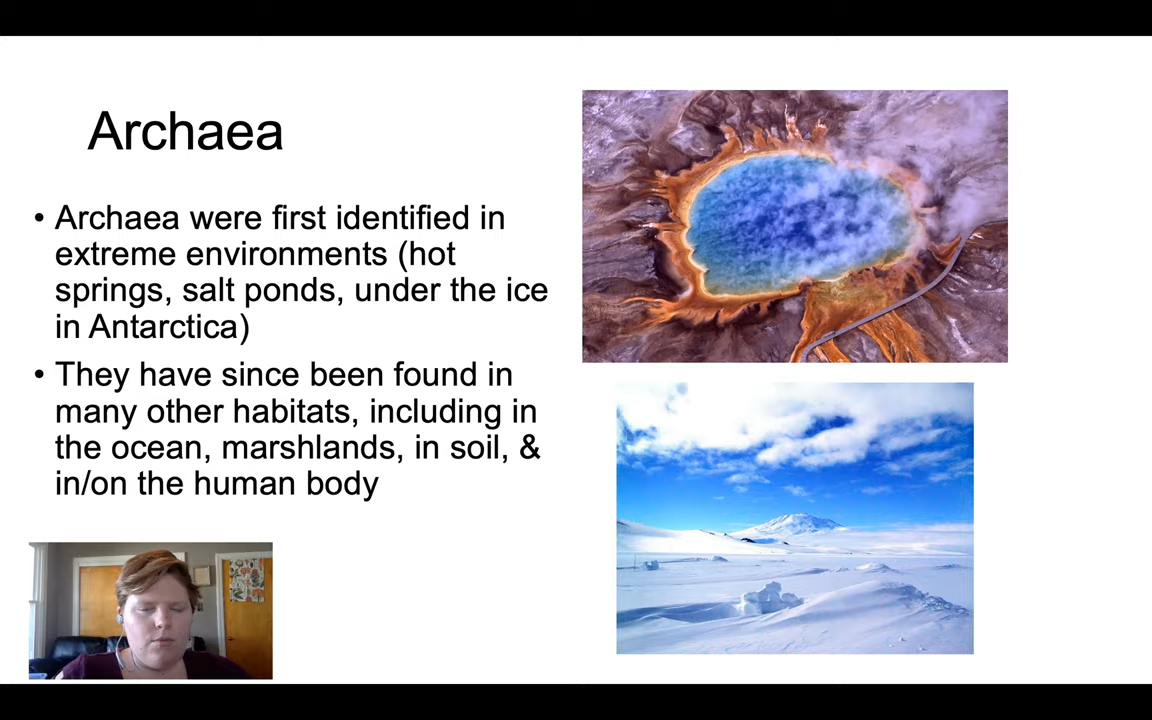 Archaea
• Archaea were first identified in
extreme environments (hot
springs, salt ponds, under the ice
in Antarctica)
• They have since been found in
many other habitats, including in
the ocean, marshlands, in soil, &
in/on the human body